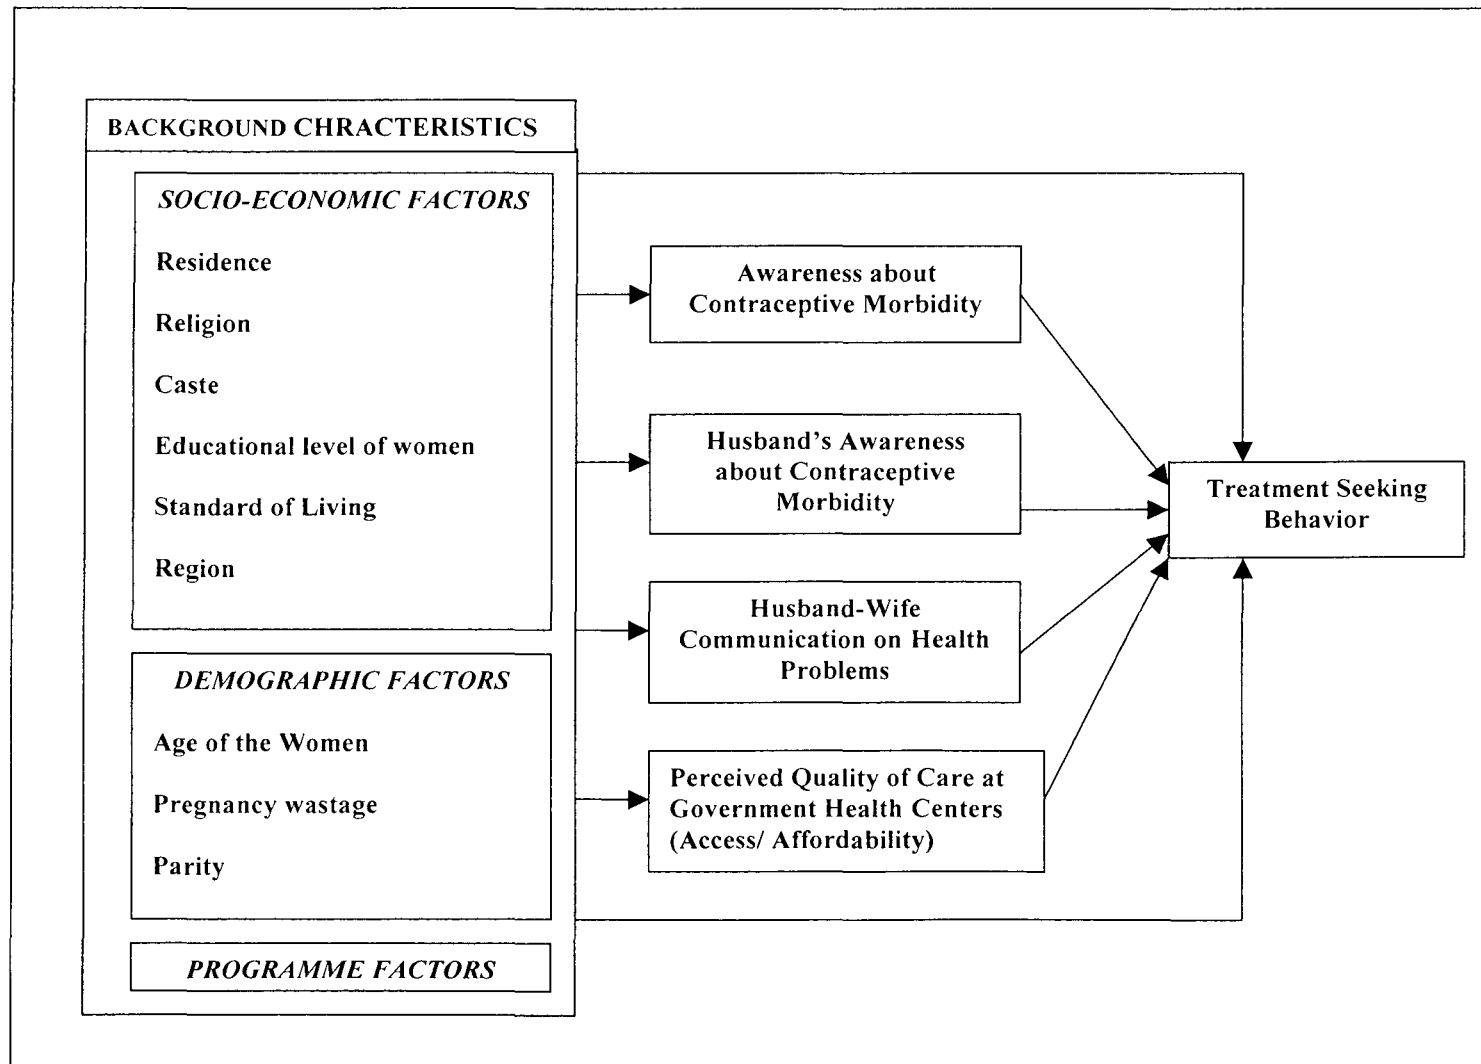 BACKGROUND CHRACTERISTICS
SOCIO-ECONOMIC FACTORS
Residence
Religion
Caste
Educational level of women
Standard of Living
Region
DEMOGRAPHIC FACTORS
Age of the Women
Pregnancy wastage
Parity
PROGRAMME FACTORS
Awareness about
Contraceptive Morbidity
Husband's Awareness
about Contraceptive
Morbidity
Husband-Wife
Communication on Health
Problems
Perceived Quality of Care at
Government Health Centers
(Access/ Affordability)
Treatment Seeking
Behavior